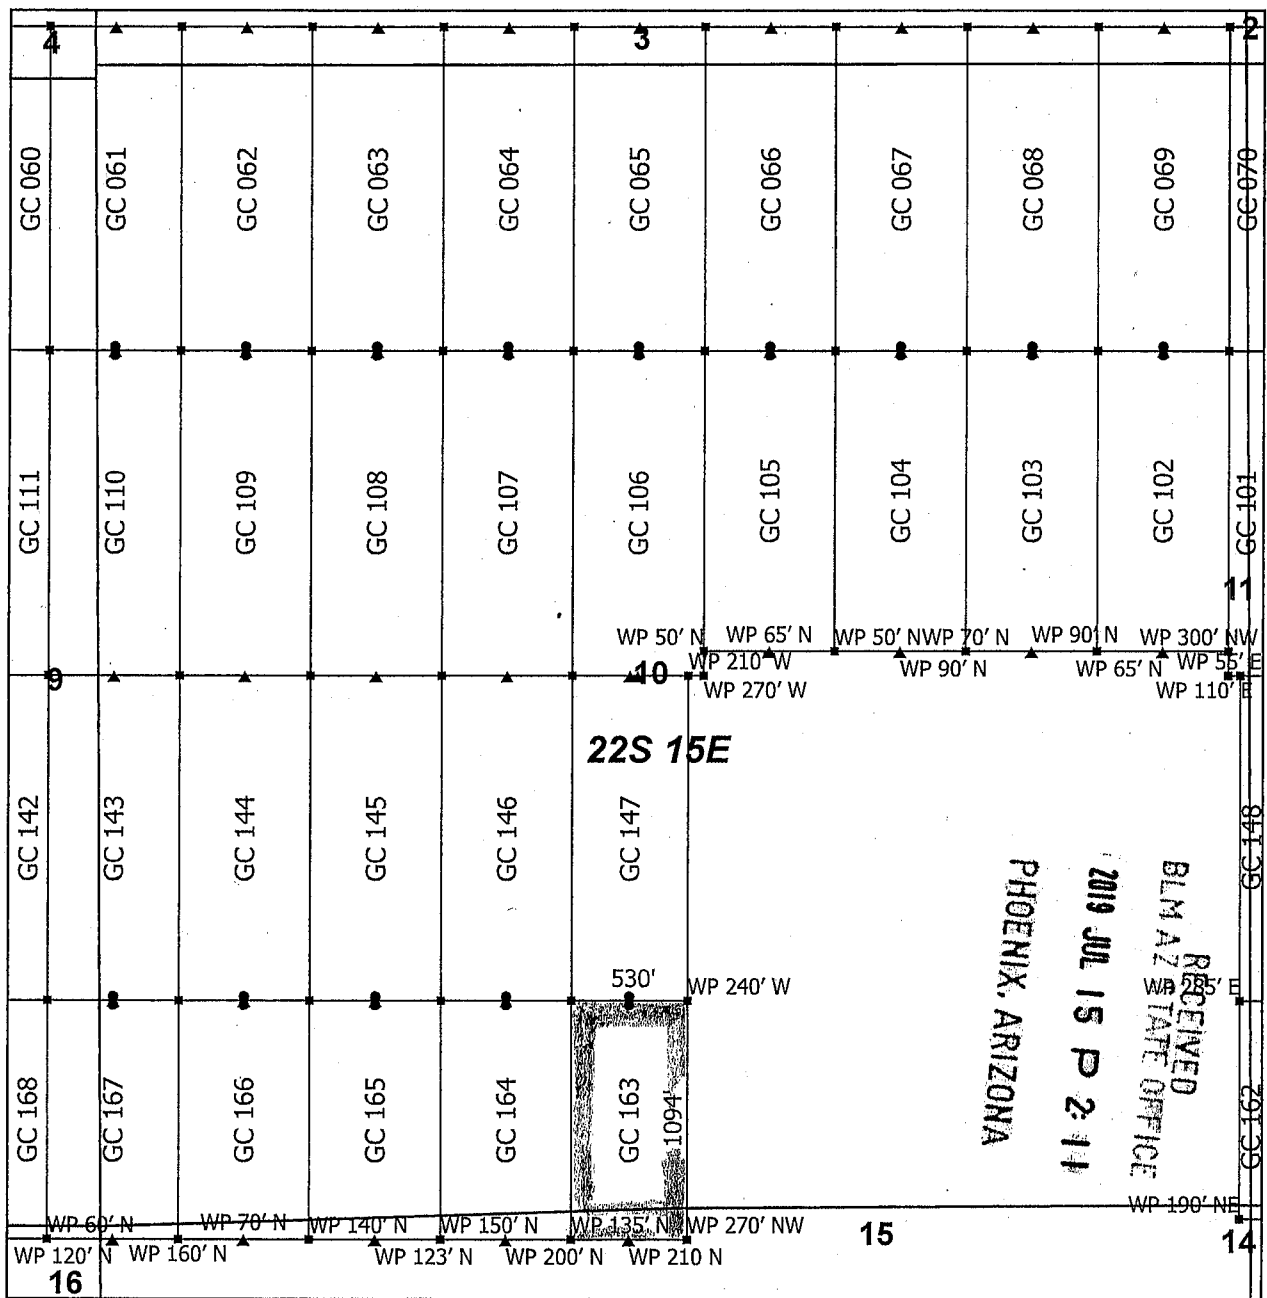 4
3
2
GC 060
GC 061
GC 062
GC 063
GC 064
GC 065
GC 066
GC 067
GC 068
GC 069
GC 070
GC 111
GC 110
GC 109
GC 108
GC 107
GC 106
GC 105
GC 104
GC 103
GC 102
GC 101
11
WP 50' N
WP 65' N
WP 50' N
WP 70' N
WP 90' N
WP 300' NW
WP 210' W
WP 90' N
WP 65' N
WP 55' E
9
10
WP 270' W
WP 110' E
22S 15E
GC 142
GC 143
GC 144
GC 145
GC 146
GC 147
GC 148
530'
WP 240' W
WP 285' E
RECEIVED
BLM AZ STATE OFFICE
2019 JUL 15 P 2:11
PHOENIX, ARIZONA
GC 168
GC 167
GC 166
GC 165
GC 164
GC 163
1094'
GC 162
WP 190' NE
WP 60' N
WP 70' N
WP 140' N
WP 150' N
WP 135' N
WP 270' NW
15
14
WP 120' N
WP 160' N
WP 123' N
WP 200' N
WP 210 N
16